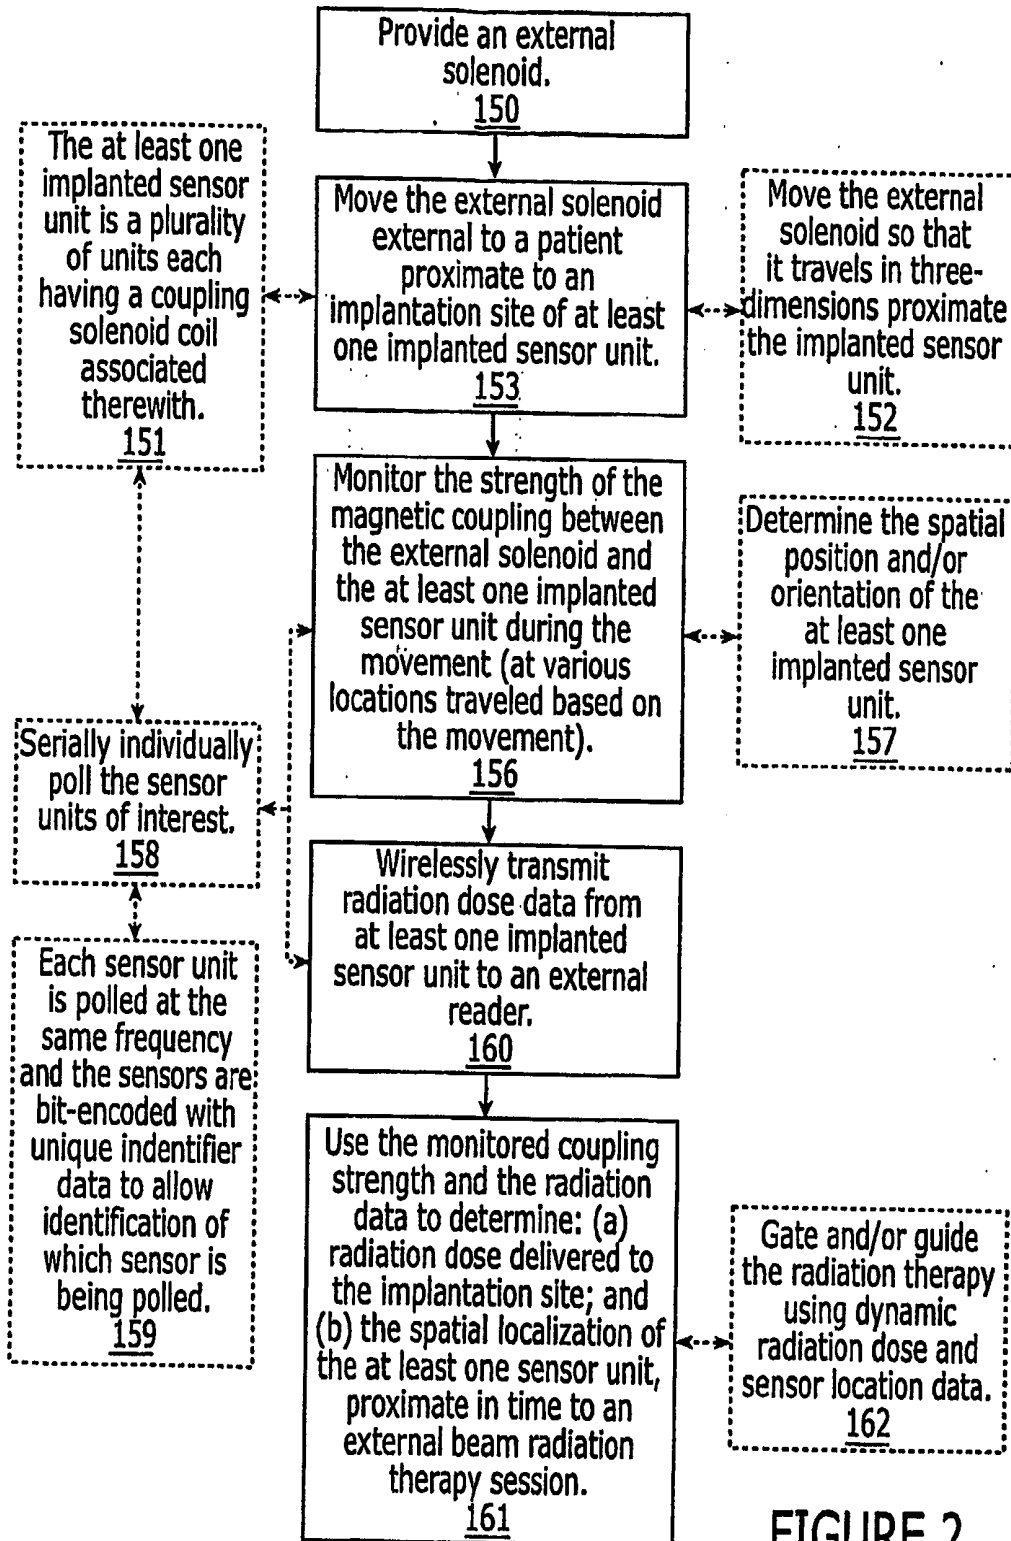 Provide an external
solenoid.
150
The at least one
implanted sensor
unit is a plurality
of units each
having a coupling
solenoid coil
associated
therewith.
151
Move the external solenoid
external to a patient
proximate to an
implantation site of at least
one implanted sensor unit.
153
Move the external
solenoid so that
it travels in three-
dimensions proximate
the implanted sensor
unit.
152
Monitor the strength of the
magnetic coupling between
the external solenoid and
the at least one implanted
sensor unit during the
movement (at various
locations traveled based on
the movement).
156
Determine the spatial
position and/or
orientation of the
at least one
implanted sensor
unit.
157
Serially individually
poll the sensor
units of interest.
158
Wirelessly transmit
radiation dose data from
at least one implanted
sensor unit to an external
reader.
160
Each sensor unit
is polled at the
same frequency
and the sensors are
bit-encoded with
unique indentifier
data to allow
identification of
which sensor is
being polled.
159
Use the monitored coupling
strength and the radiation
data to determine: (a)
radiation dose delivered to
the implantation site; and
(b) the spatial localization of
the at least one sensor unit,
proximate in time to an
external beam radiation
therapy session.
161
Gate and/or guide
the radiation therapy
using dynamic
radiation dose and
sensor location data.
162
FIGURE 2